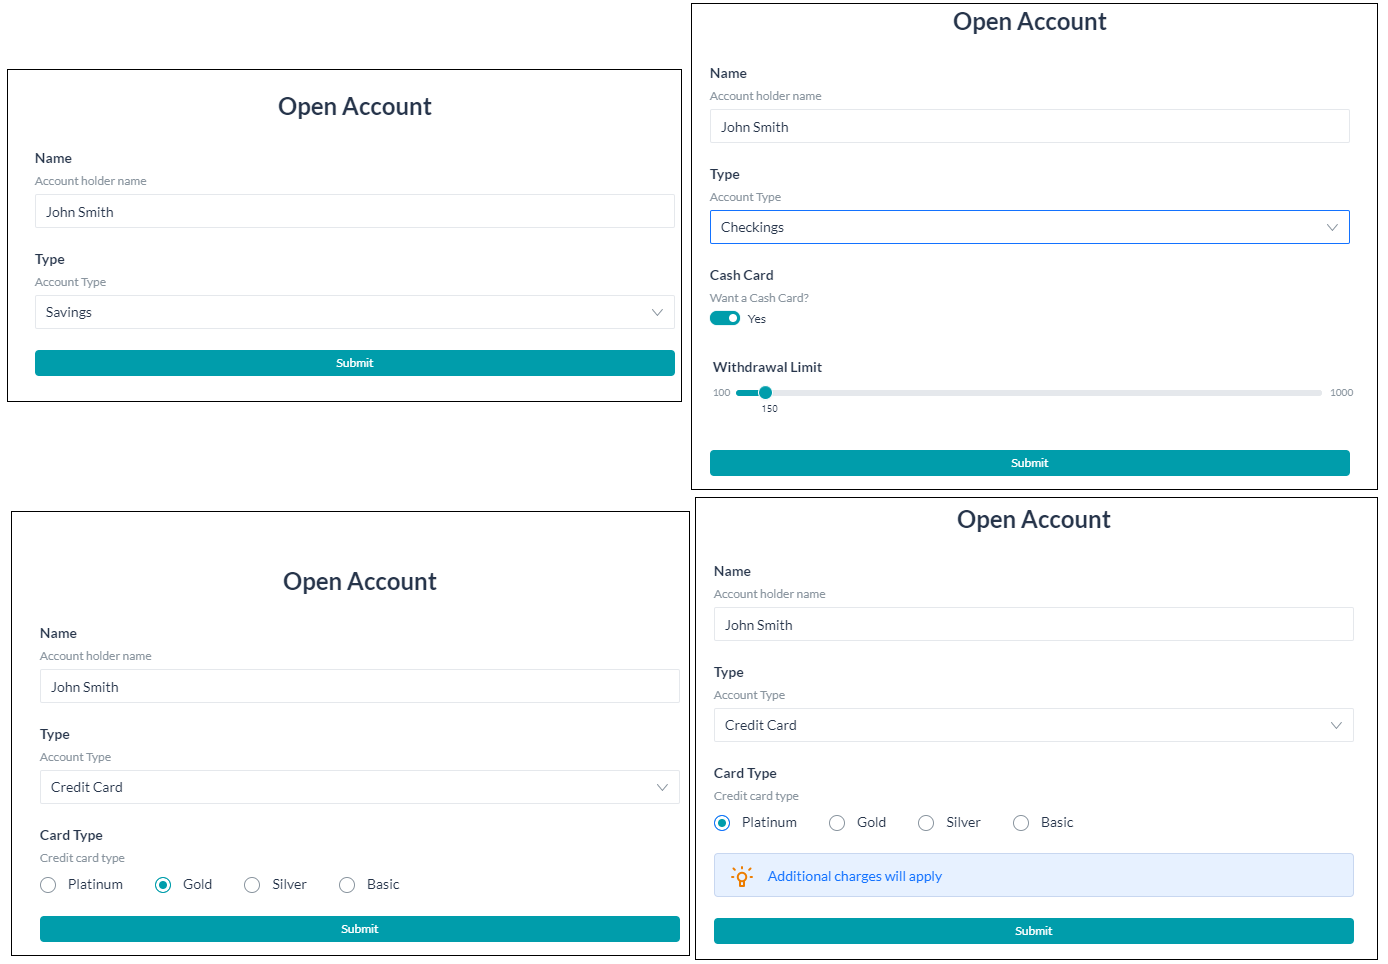 Open Account
Name
Account holder name
John Smith
Type
Account Type
Savings
Submit
Open Account
Name
Account holder name
John Smith
Type
Account Type
Checkings
Cash Card
Want a Cash Card?
Yes
Withdrawal Limit
100 1000
150
Submit
Open Account
Name
Account holder name
John Smith
Type
Account Type
Credit Card
Card Type
Credit card type
Platinum Gold Silver Basic
Submit
Open Account
Name
Account holder name
John Smith
Type
Account Type
Credit Card
Card Type
Credit card type
Platinum Gold Silver Basic
Additional charges will apply
Submit